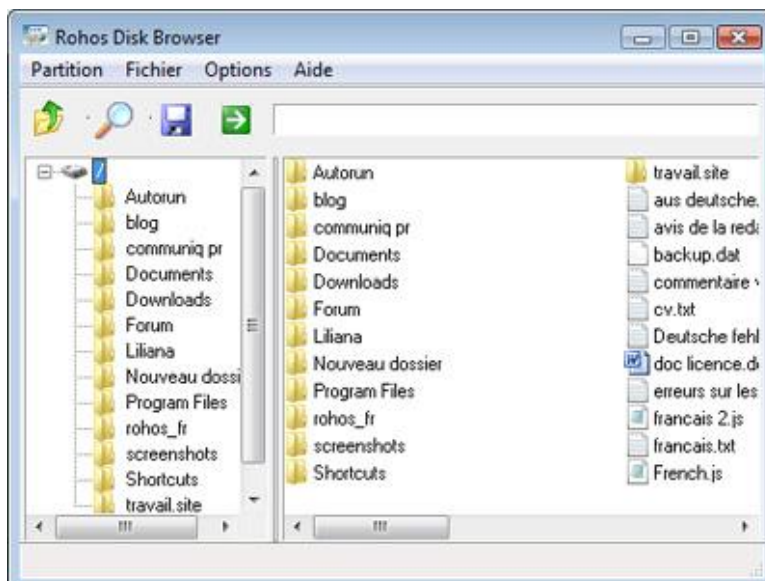 Rohos Disk Browser
Partition Fichier Options Aide
/
Autorun
blog
communiq pr
Documents
Downloads
Forum
Liliana
Nouveau dossi
Program Files
rohos_fr
screenshots
Shortcuts
travail.site
Autorun
blog
communiq pr
Documents
Downloads
Forum
Liliana
Nouveau dossier
Program Files
rohos_fr
screenshots
Shortcuts
travail.site
aus deutsche.
avis de la reda
backup.dat
commentaire v
cv.txt
Deutsche fehl
doc licence.d
erreurs sur les
francais 2.js
francais.txt
French.js